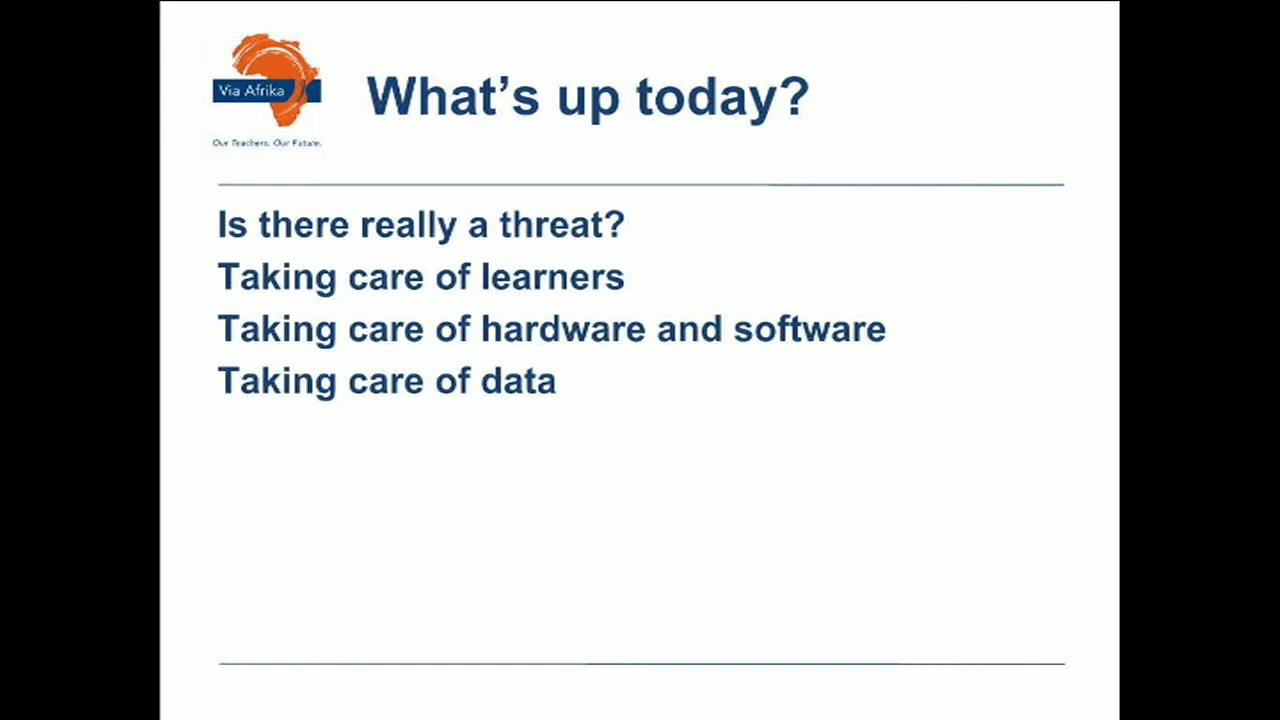 Via Afrika
Our Teachers. Our Future.
What's up today?
Is there really a threat?
Taking care of learners
Taking care of hardware and software
Taking care of data